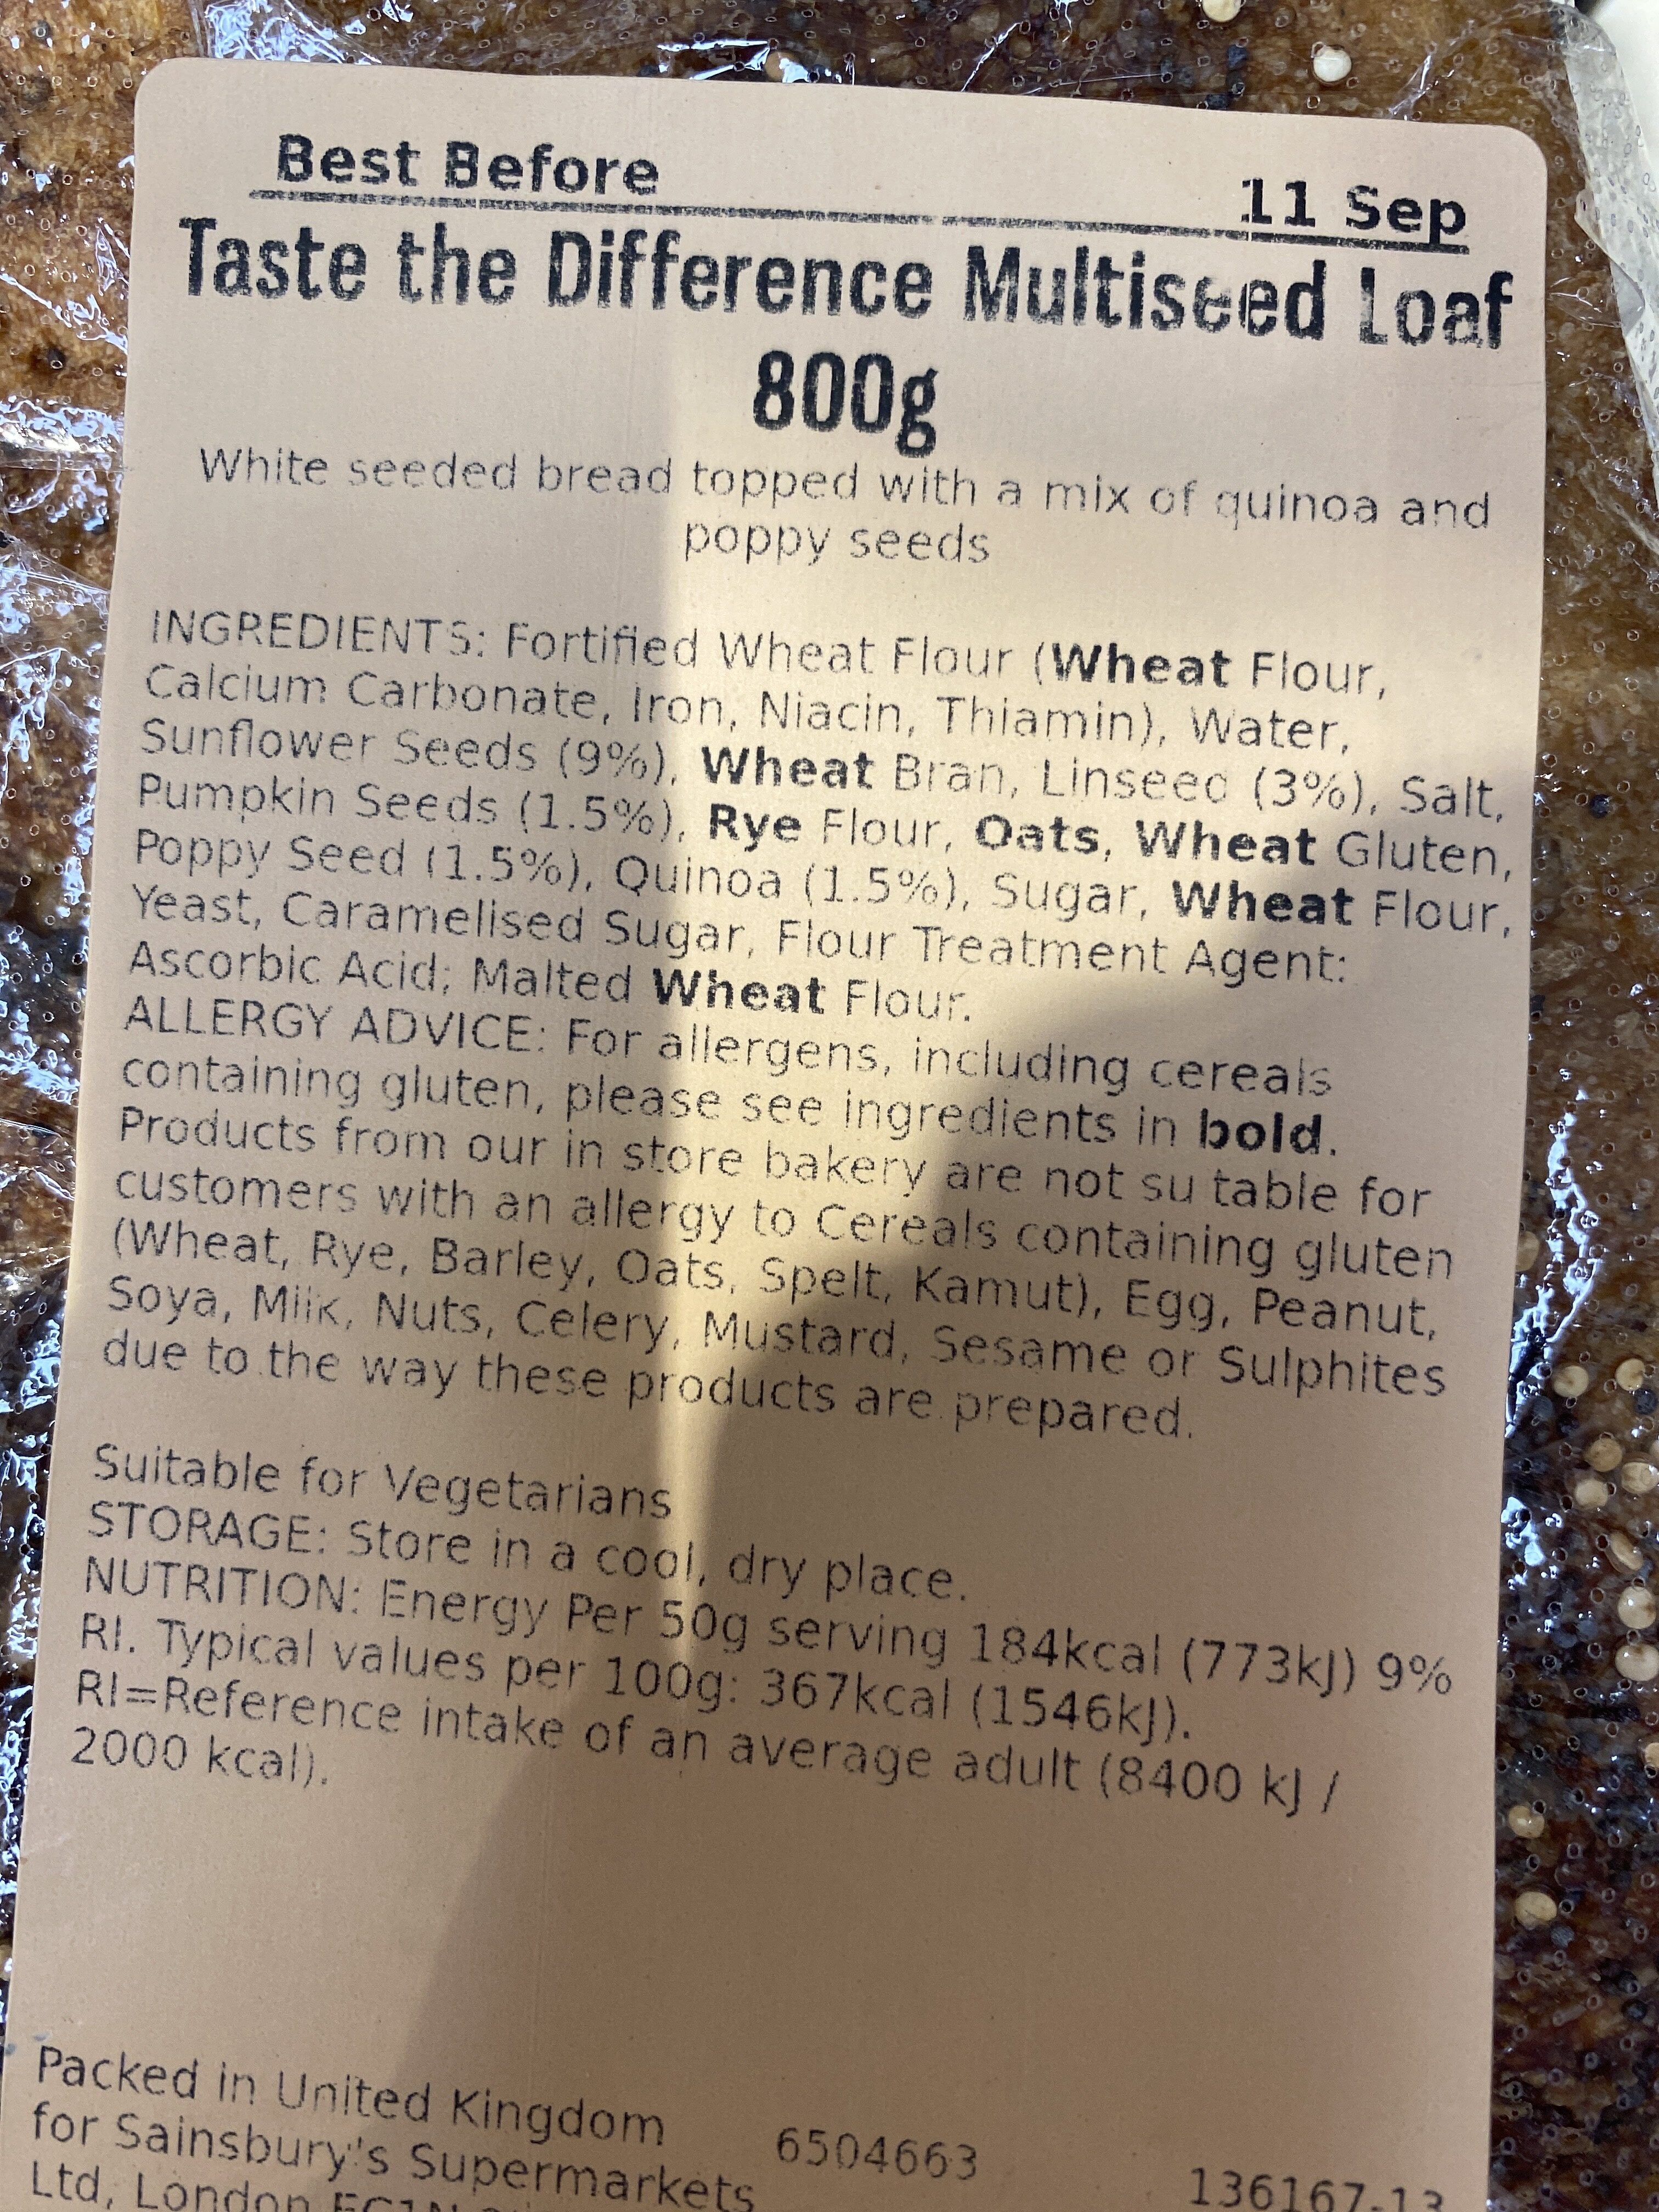 Best Before 11 Sep
Taste the Difference Multiseed Loaf
800g
White seeded bread topped with a mix of quinoa and
poppy seeds
INGREDIENTS: Fortified Wheat Flour (Wheat Flour,
Calcium Carbonate, Iron, Niacin, Thiamin), Water,
Sunflower Seeds (9%), Wheat Bran, Linseed (3%), Salt,
Pumpkin Seeds (1.5%), Rye Flour, Oats, Wheat Gluten,
Poppy Seed (1.5%), Quinoa (1.5%), Sugar, Wheat Flour,
Yeast, Caramelised Sugar, Flour Treatment Agent:
Ascorbic Acid; Malted Wheat Flour.
ALLERGY ADVICE: For allergens, including cereals
containing gluten, please see ingredients in bold.
Products from our in store bakery are not su table for
customers with an allergy to Cereals containing gluten
(Wheat, Rye, Barley, Oats, Spelt, Kamut), Egg, Peanut,
Soya, Milk, Nuts, Celery, Mustard, Sesame or Sulphites
due to the way these products are prepared.
Suitable for Vegetarians
STORAGE: Store in a cool, dry place.
NUTRITION: Energy Per 50g serving 184kcal (773kJ) 9%
RI. Typical values per 100g: 367kcal (1546kJ).
RI=Reference intake of an average adult (8400 kJ /
2000 kcal).
Packed in United Kingdom
for Sainsbury's Supermarkets 6504663
Ltd, London 136167-13